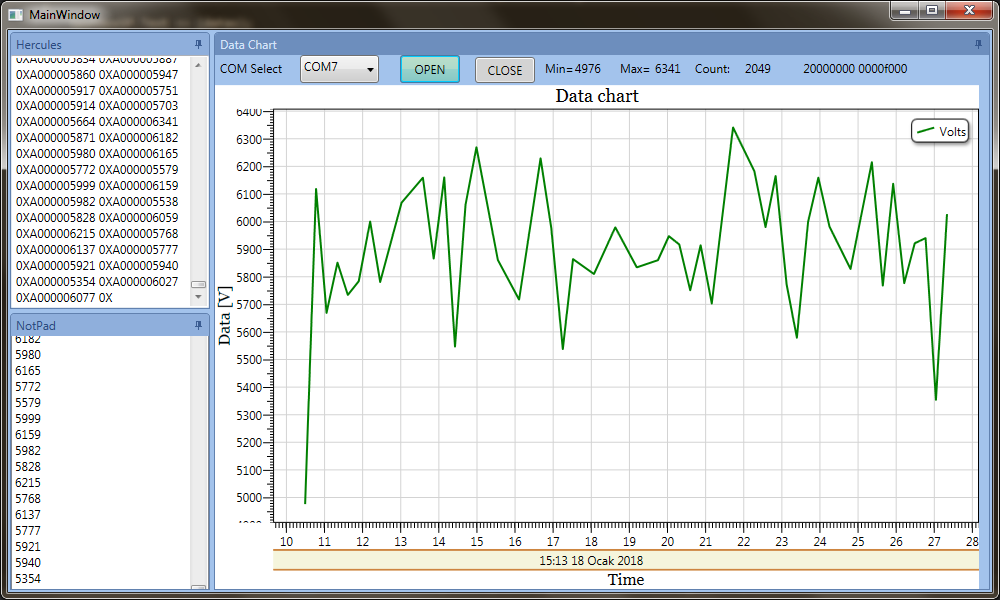 MainWindow
Hercules
0XA000005854 0XA000005887
0XA000005860 0XA000005947
0XA000005917 0XA000005751
0XA000005914 0XA000005703
0XA000005664 0XA000006341
0XA000005871 0XA000006182
0XA000005980 0XA000006165
0XA000005772 0XA000005579
0XA000005999 0XA000006159
0XA000005982 0XA000005538
0XA000005828 0XA000006059
0XA000006215 0XA000005768
0XA000006137 0XA000005777
0XA000005921 0XA000005940
0XA000005354 0XA000006027
0XA000006077 0X
NotPad
6182
5980
6165
5772
5579
5999
6159
5982
5828
6215
5768
6137
5777
5921
5940
5354
Data Chart
COM Select COM7 OPEN CLOSE Min= 4976 Max= 6341 Count: 2049 20000000 0000f000
Data chart
Volts
Data [V]
6400
6300
6200
6100
6000
5900
5800
5700
5600
5500
5400
5300
5200
5100
5000
10 11 12 13 14 15 16 17 18 19 20 21 22 23 24 25 26 27 28
15:13 18 Ocak 2018
Time